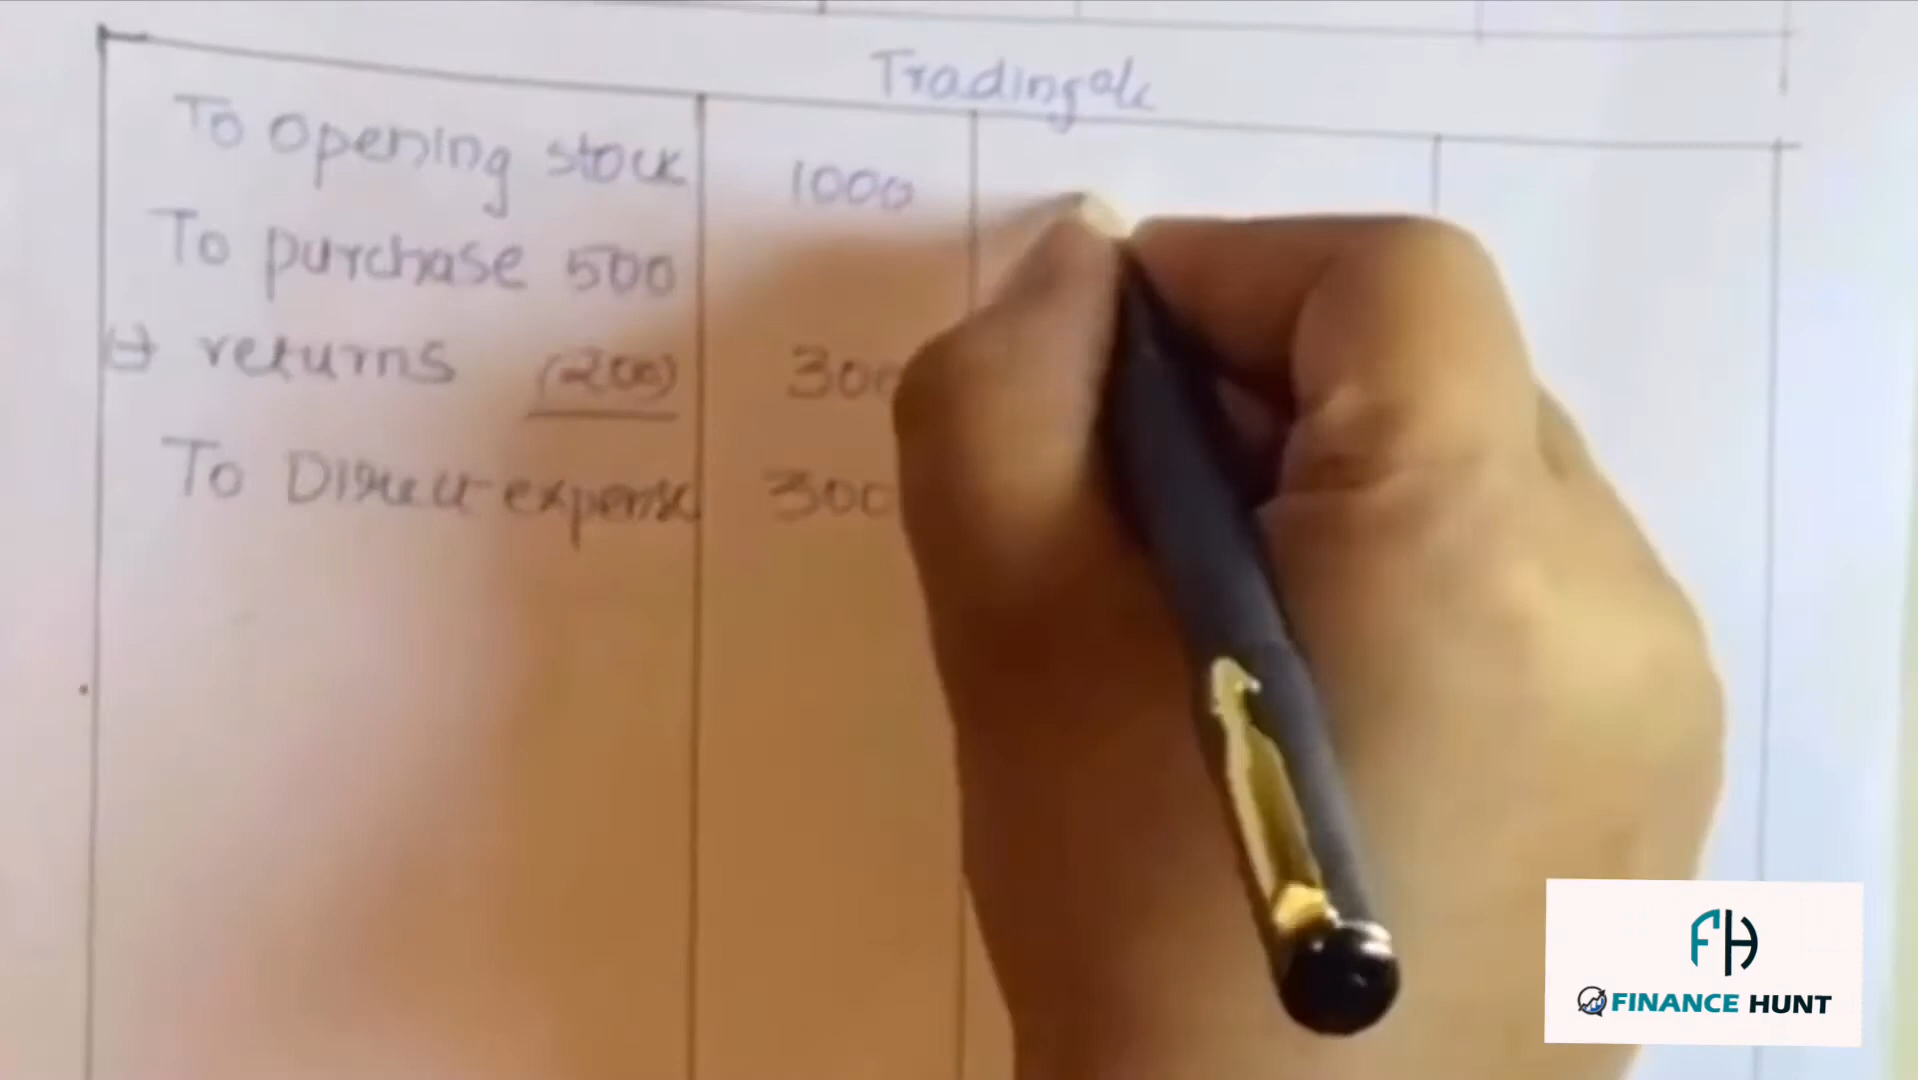 Trading a/c
To opening stock 1000
To purchase 500
(-) returns (200) 300
To Direct expense 300
FH
FINANCE HUNT